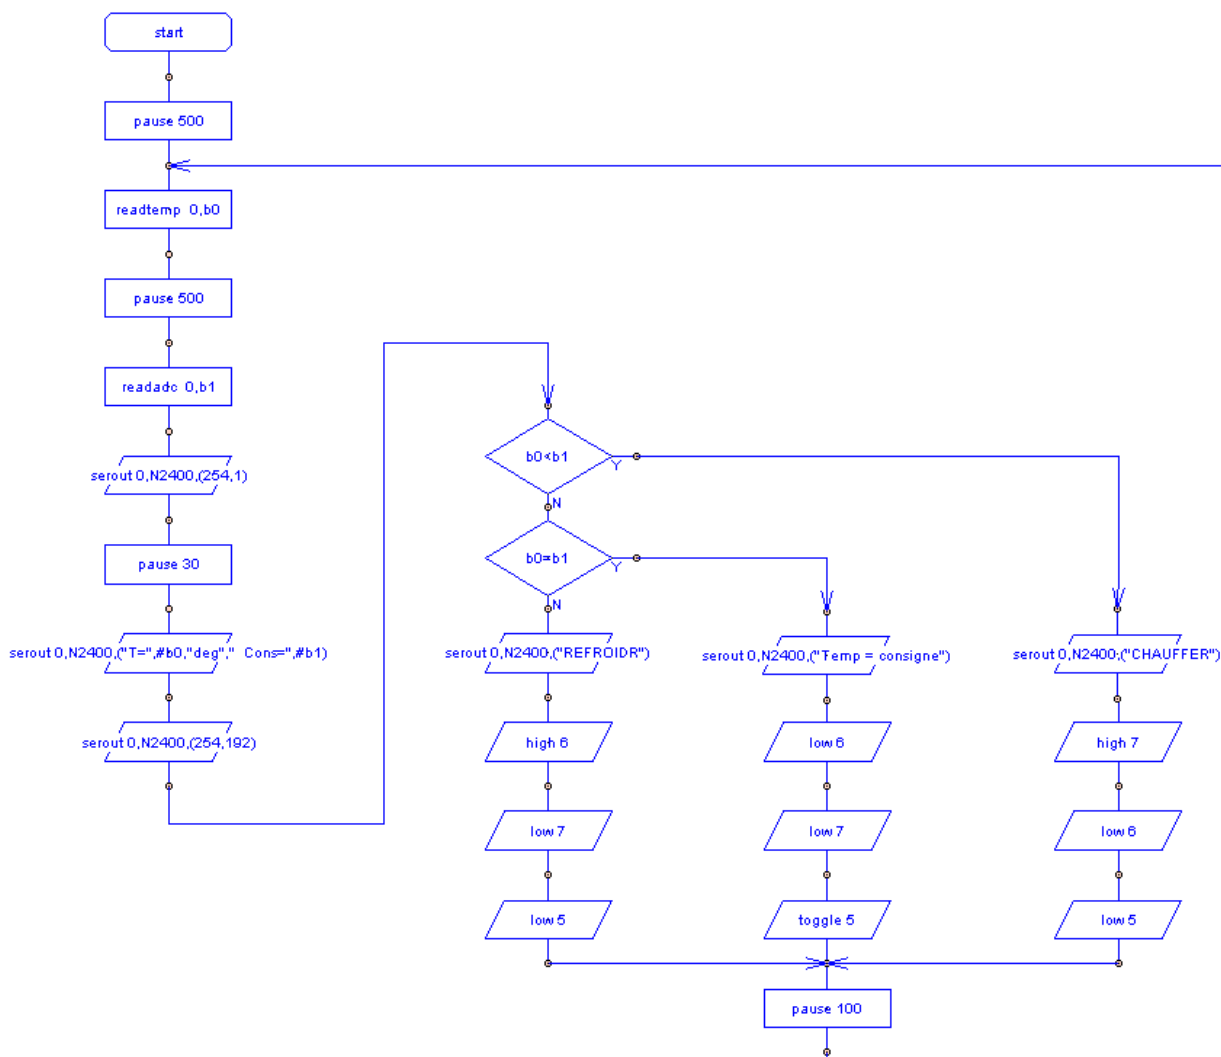 start
pause 500
readtemp 0,b0
pause 500
readadc 0,b1
serout 0,N2400,(254,1)
pause 30
serout 0,N2400,("T=",#b0,"deg","  Cons=",#b1)
serout 0,N2400,(254,192)
b0<b1
Y
N
b0=b1
Y
N
serout 0,N2400,("REFROIDR")
high 6
low 7
low 5
serout 0,N2400,("Temp = consigne")
low 6
low 7
toggle 5
serout 0,N2400,("CHAUFFER")
high 7
low 6
low 5
pause 100